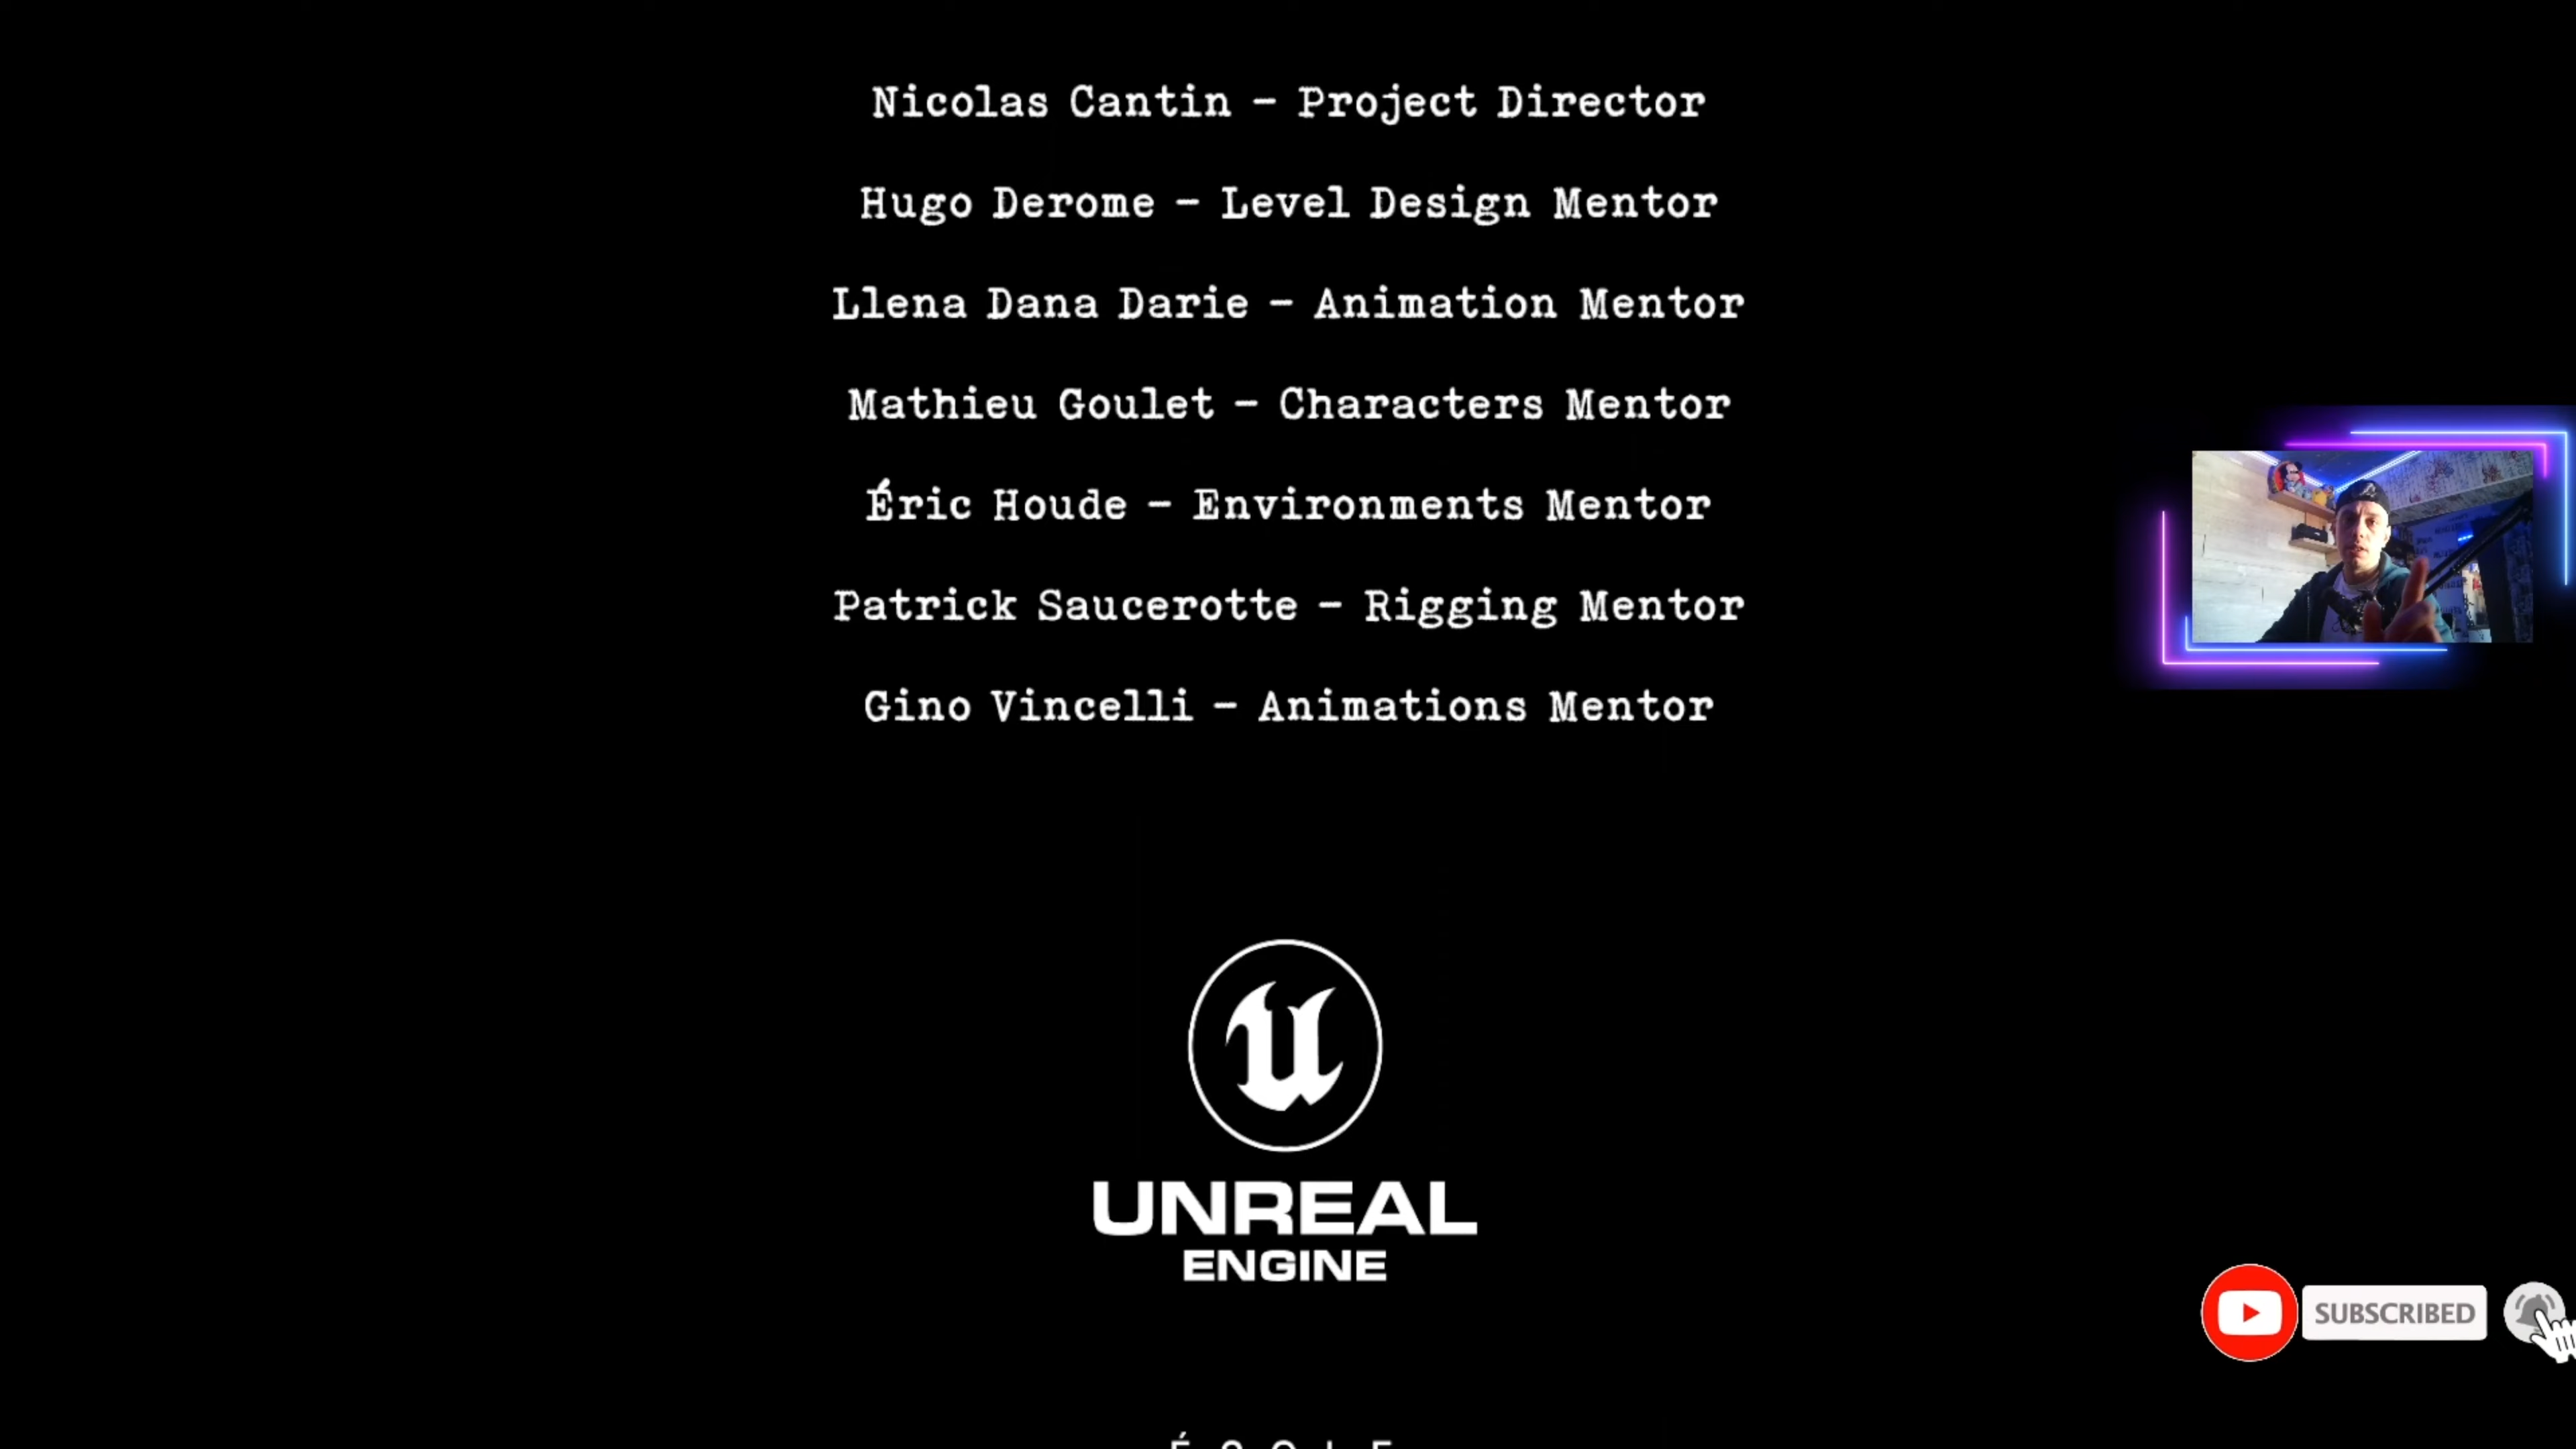 Nicolas Cantin – Project Director
Hugo Derome – Level Design Mentor
Llena Dana Darie – Animation Mentor
Mathieu Goulet – Characters Mentor
Éric Houde – Environments Mentor
Patrick Saucerotte – Rigging Mentor
Gino Vincelli – Animations Mentor
UNREAL
ENGINE
SUBSCRIBED